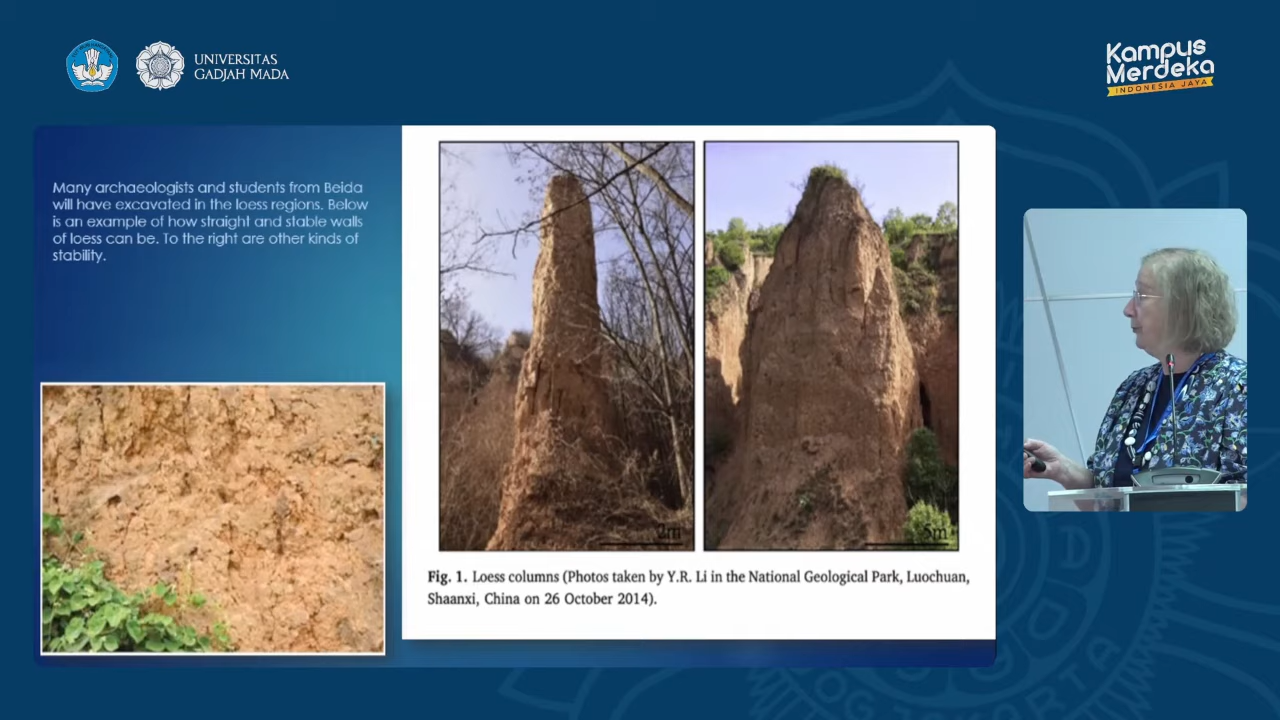 UNIVERSITAS
GADJAH MADA
Kampus
Merdeka
INDONESIA JAYA
Many archaeologists and students from Beida
will have excavated in the loess regions. Below
is an example of how straight and stable walls
of loess can be. To the right are other kinds of
stability.
2m
5m
Fig. 1. Loess columns (Photos taken by Y.R. Li in the National Geological Park, Luochuan,
Shaanxi, China on 26 October 2014).